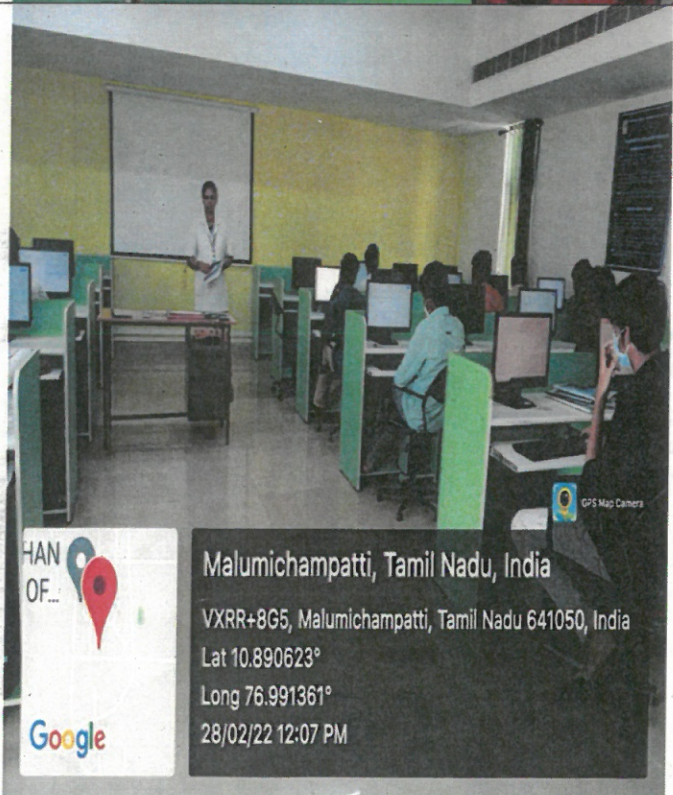 GPS Map Camera
HAN
OF...
Google
Malumichampatti, Tamil Nadu, India
VXRR+8G5, Malumichampatti, Tamil Nadu 641050, India
Lat 10.890623°
Long 76.991361°
28/02/22 12:07 PM